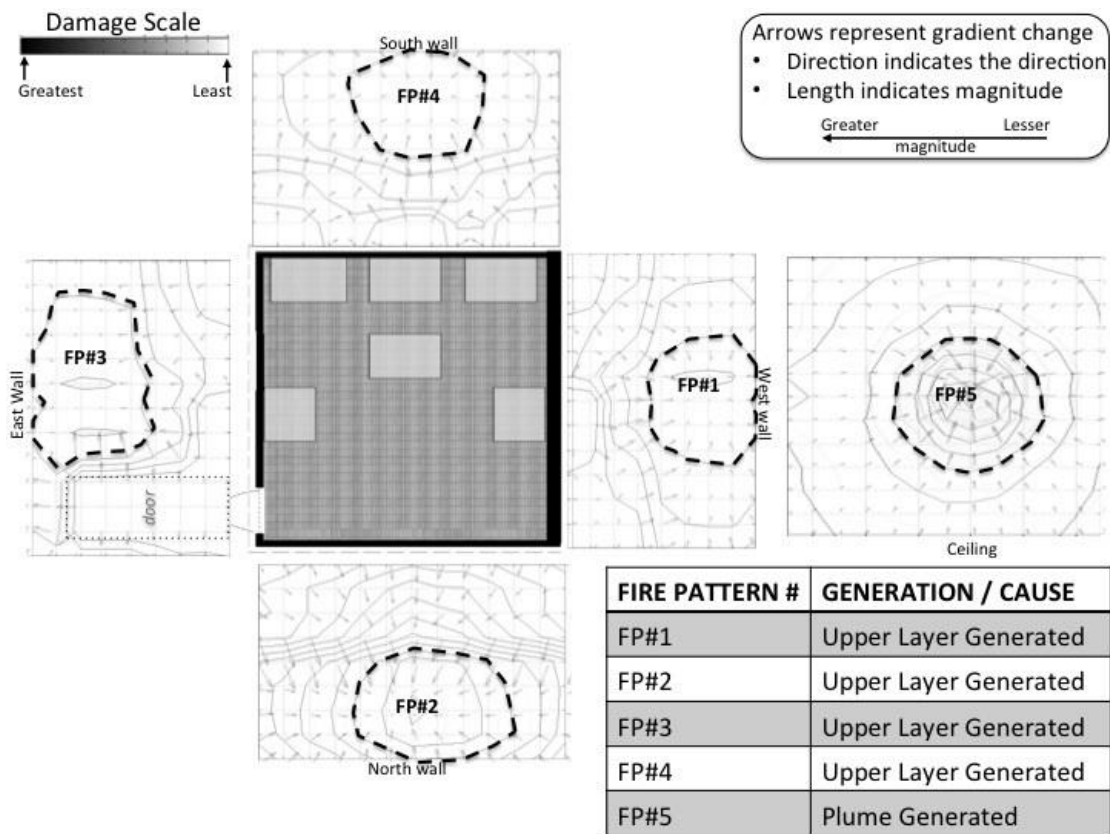 Damage Scale
Greatest
Least
South wall
FP#4
Arrows represent gradient change
• Direction indicates the direction
• Length indicates magnitude
Greater
Lesser
magnitude
East Wall
FP#3
door
FP#1
West wall
FP#5
Ceiling
FP#2
North wall
FIRE PATTERN # GENERATION / CAUSE
FP#1 Upper Layer Generated
FP#2 Upper Layer Generated
FP#3 Upper Layer Generated
FP#4 Upper Layer Generated
FP#5 Plume Generated